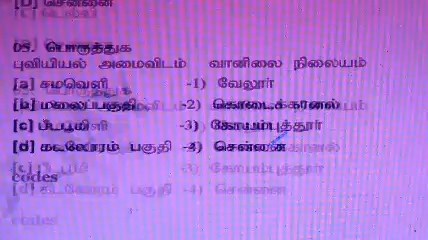 [D] சென்னை
05. பொருத்துக
புவியியல் அமைவிடம் வானிலை நிலையம்
[a] சமவெளி -1) வேலூர்
[b] மலைப்பகுதி -2) கொடைக்கானல்
[c] பீடபூமி -3) கோயம்புத்தூர்
[d] கடலோரம் பகுதி -4) சென்னை
codes